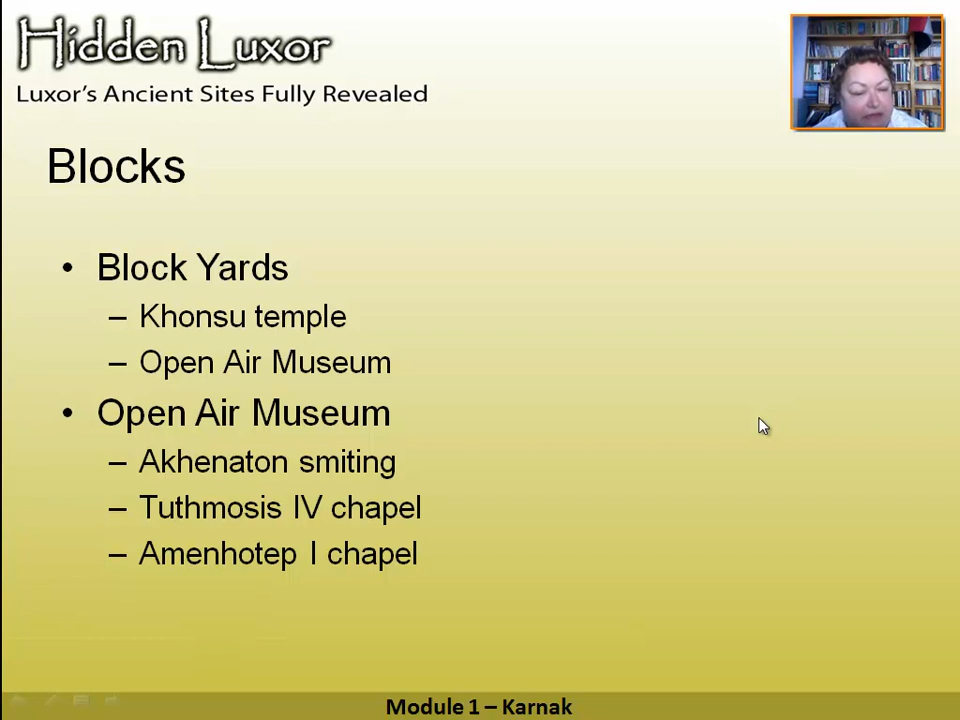 Hidden Luxor
Luxor's Ancient Sites Fully Revealed
Blocks
• Block Yards
– Khonsu temple
– Open Air Museum
• Open Air Museum
– Akhenaton smiting
– Tuthmosis IV chapel
– Amenhotep I chapel
Module 1 – Karnak